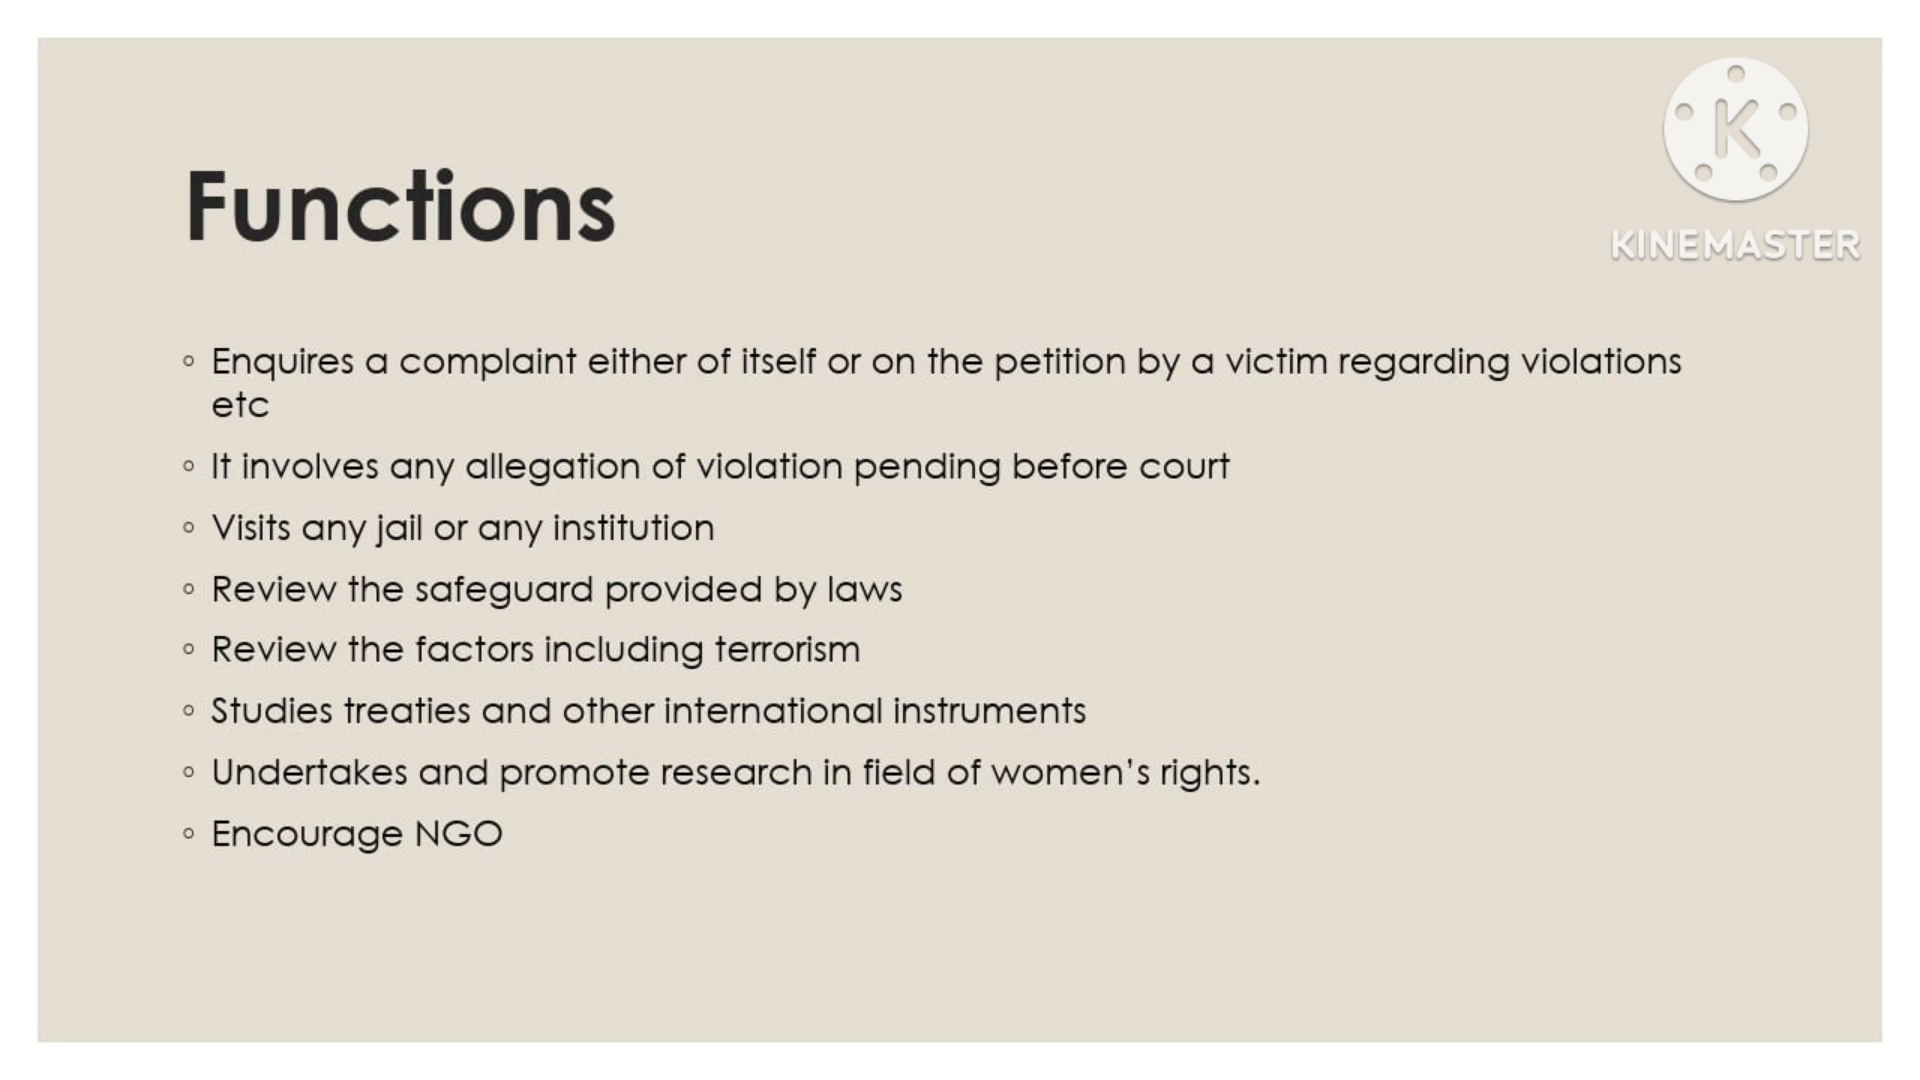 K
KINEMASTER
Functions
◦ Enquires a complaint either of itself or on the petition by a victim regarding violations
etc
◦ It involves any allegation of violation pending before court
◦ Visits any jail or any institution
◦ Review the safeguard provided by laws
◦ Review the factors including terrorism
◦ Studies treaties and other international instruments
◦ Undertakes and promote research in field of women’s rights.
◦ Encourage NGO